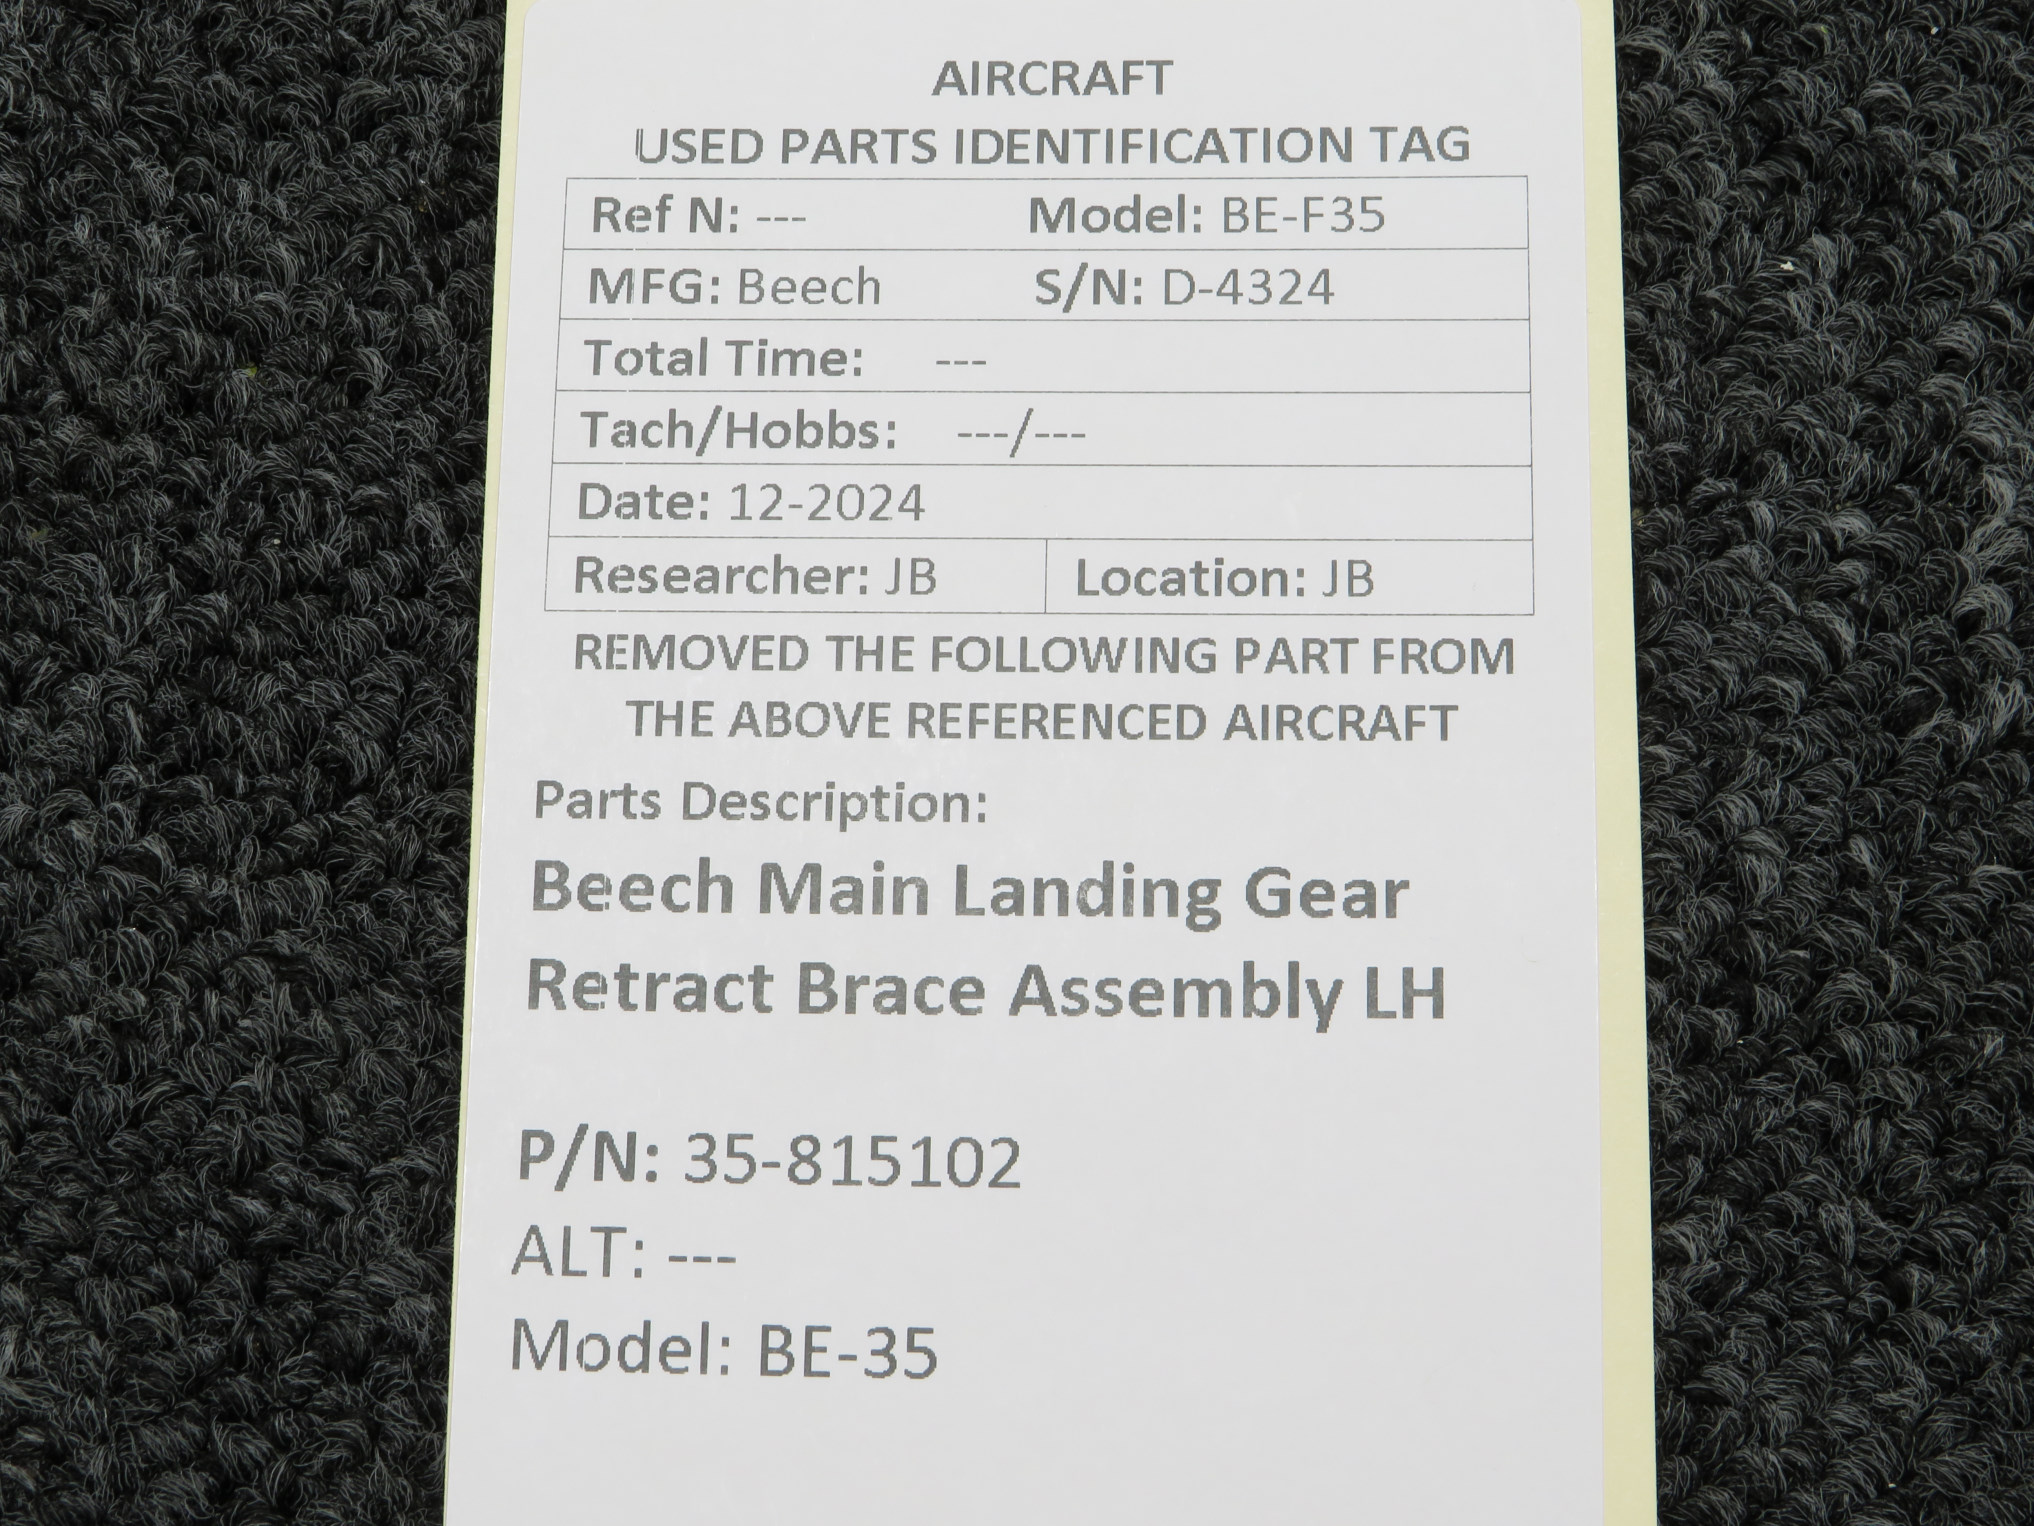 AIRCRAFT
USED PARTS IDENTIFICATION TAG
Ref N: --- Model: BE-F35
MFG: Beech S/N: D-4324
Total Time: ---
Tach/Hobbs: ---/---
Date: 12-2024
Researcher: JB Location: JB
REMOVED THE FOLLOWING PART FROM
THE ABOVE REFERENCED AIRCRAFT
Parts Description:
Beech Main Landing Gear
Retract Brace Assembly LH
P/N: 35-815102
ALT: ---
Model: BE-35